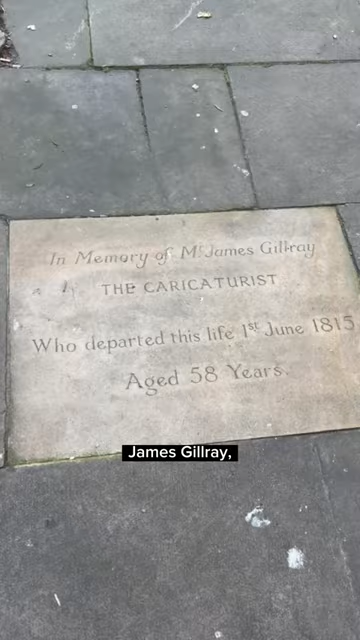 In Memory of Mr James Gillray
THE CARICATURIST
Who departed this life 1st June 1815
Aged 58 Years.
James Gillray,